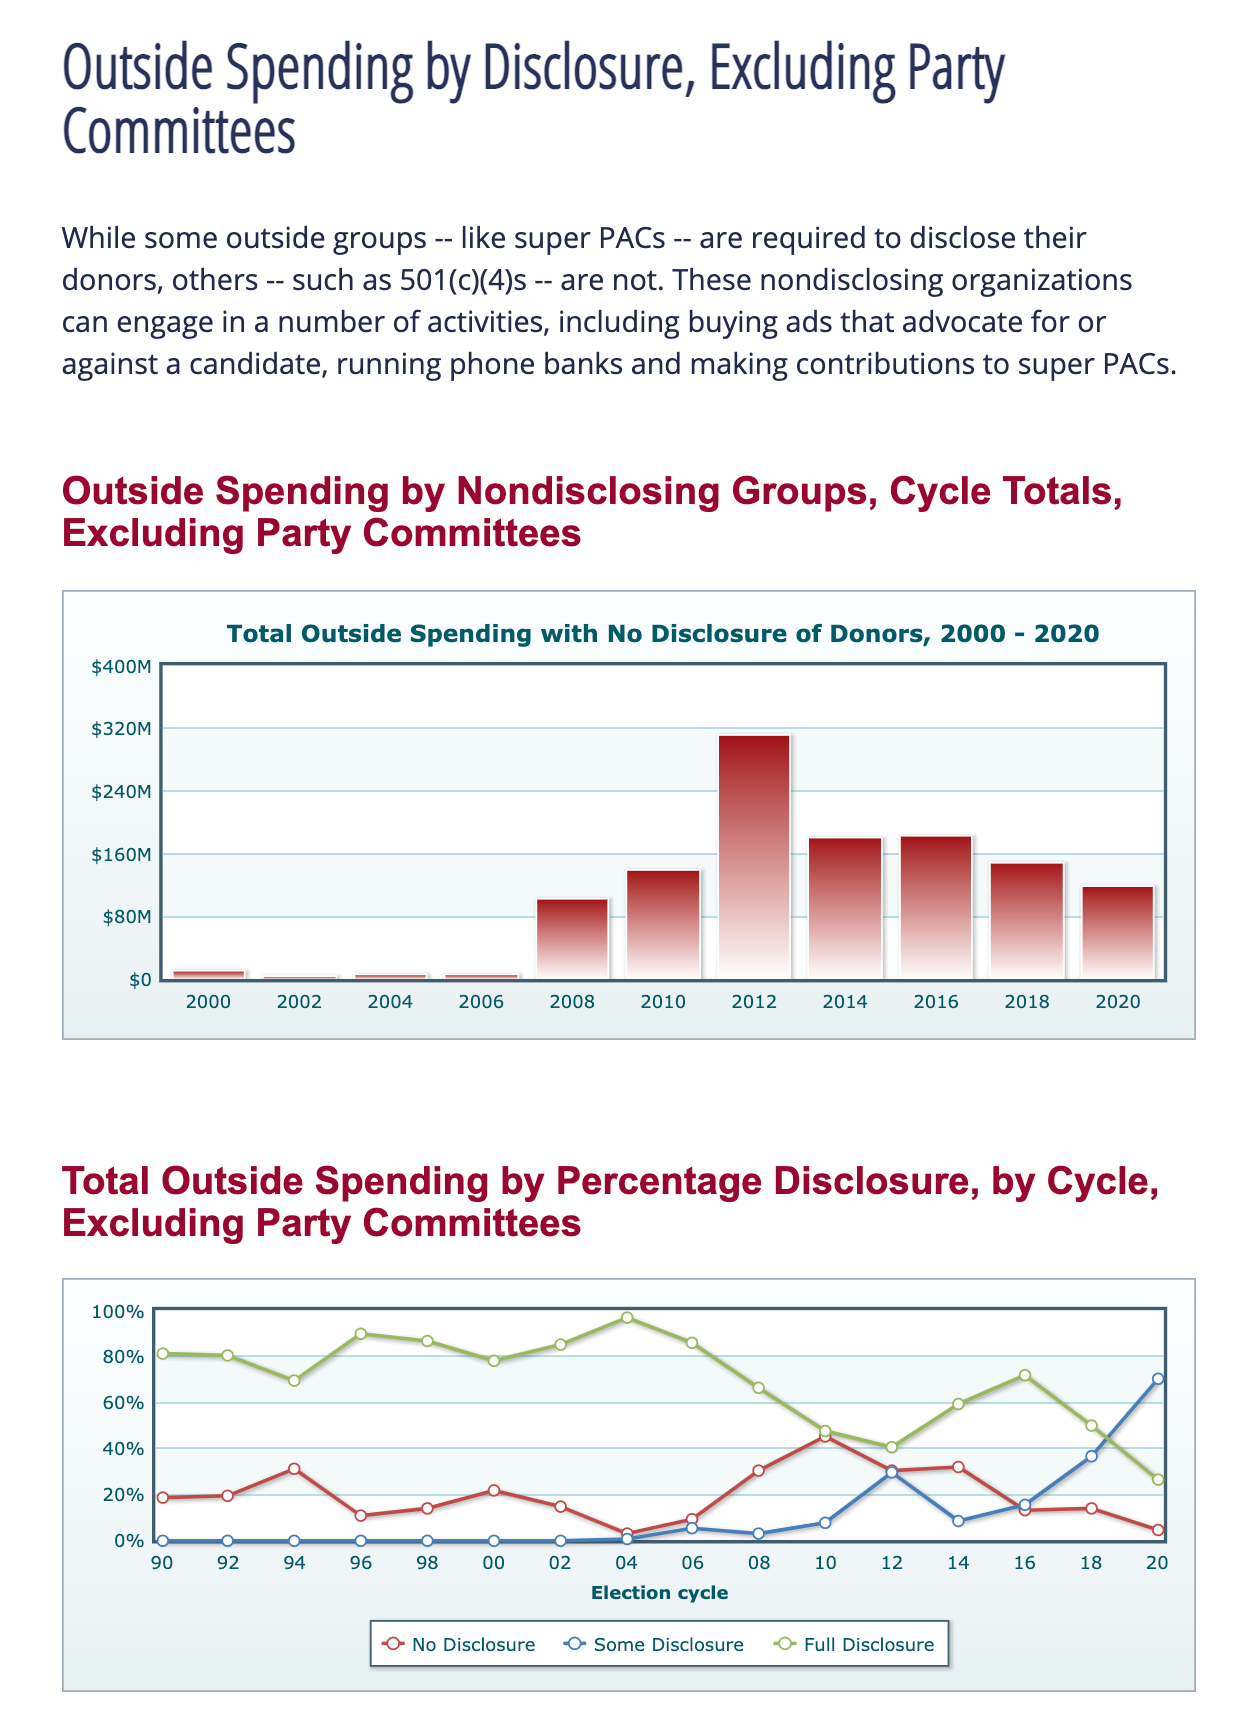 Outside Spending by Disclosure, Excluding Party
Committees
While some outside groups -- like super PACs -- are required to disclose their
donors, others -- such as 501(c)(4)s -- are not. These nondisclosing organizations
can engage in a number of activities, including buying ads that advocate for or
against a candidate, running phone banks and making contributions to super PACs.
Outside Spending by Nondisclosing Groups, Cycle Totals,
Excluding Party Committees
Total Outside Spending with No Disclosure of Donors, 2000 - 2020
$400M
$320M
$240M
$160M
$80M
$0
2000 2002 2004 2006 2008 2010 2012 2014 2016 2018 2020
Total Outside Spending by Percentage Disclosure, by Cycle,
Excluding Party Committees
100%
80%
60%
40%
20%
0%
90 92 94 96 98 00 02 04 06 08 10 12 14 16 18 20
Election cycle
No Disclosure Some Disclosure Full Disclosure